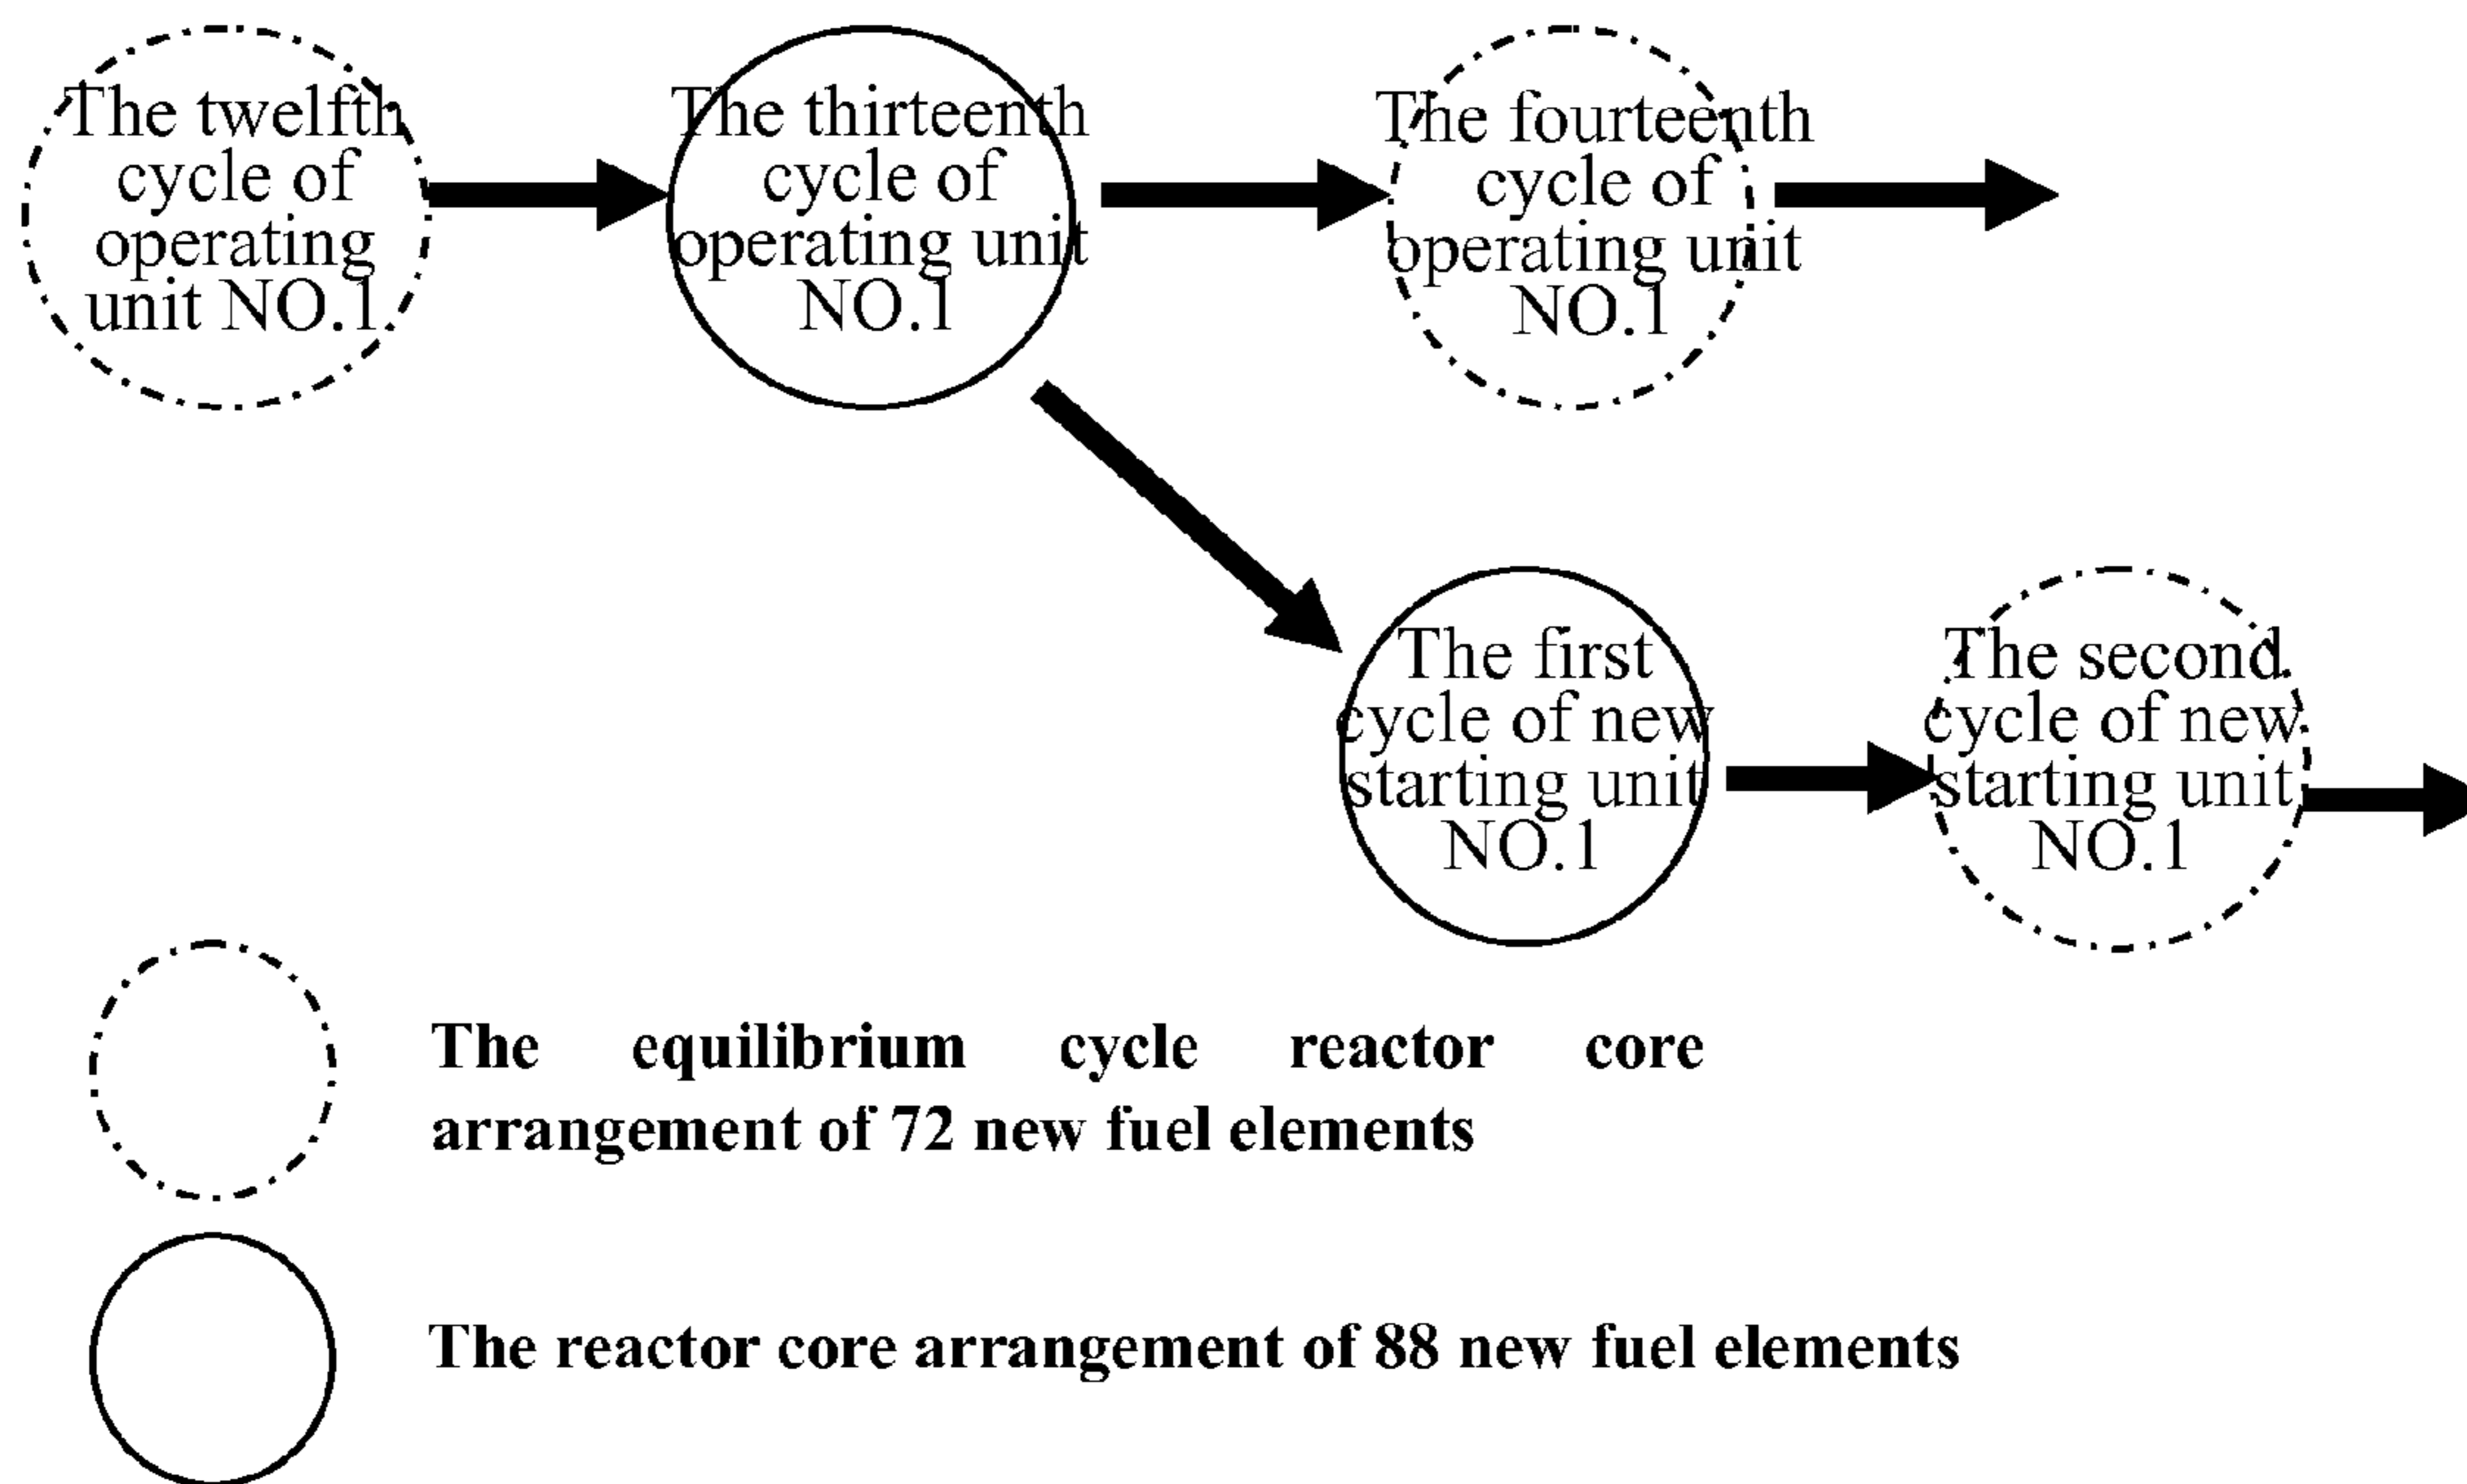 The twelfth
cycle of
operating
unit NO.1
The thirteenth
cycle of
operating unit
NO.1
The fourteenth
cycle of
operating unit
NO.1
The first
cycle of new
starting unit
NO.1
The second
cycle of new
starting unit
NO.1
The equilibrium cycle reactor core
arrangement of 72 new fuel elements
The reactor core arrangement of 88 new fuel elements